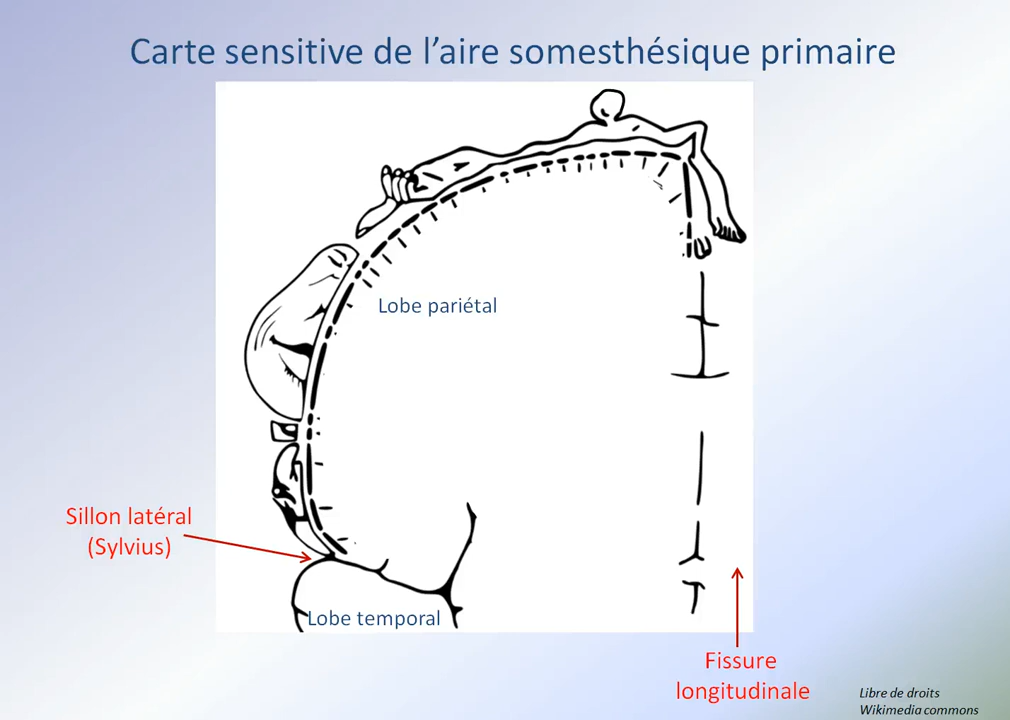 Carte sensitive de l’aire somesthésique primaire
Lobe pariétal
Sillon latéral
(Sylvius)
Lobe temporal
Fissure
longitudinale
Libre de droits
Wikimedia commons